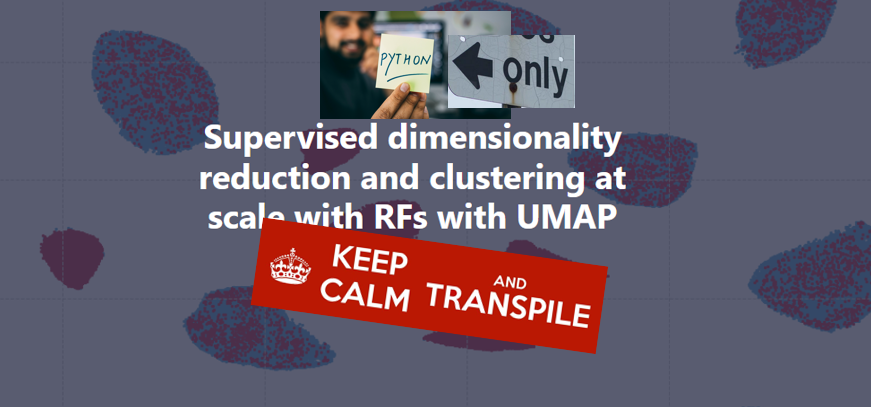 PYTHON
only
Supervised dimensionality
reduction and clustering at
scale with RFs with UMAP
KEEP
CALM
AND
TRANSPILE